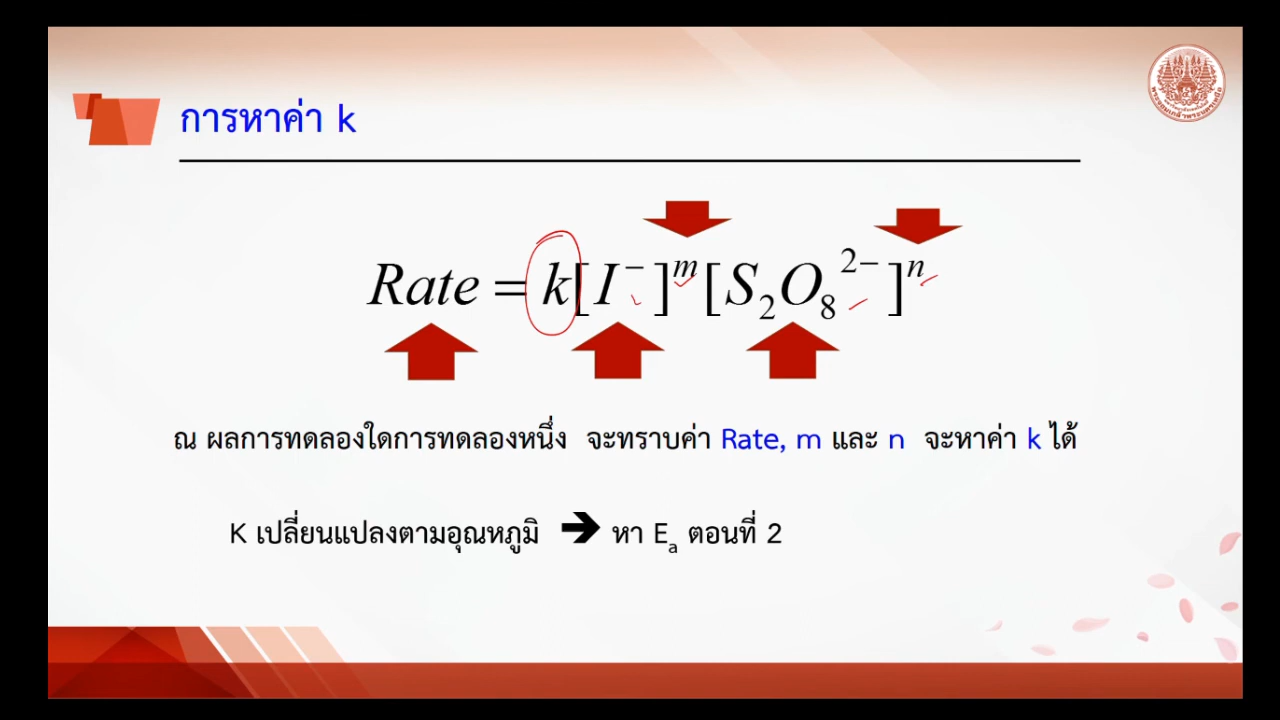 การหาค่า k
Rate = k[I⁻]ᵐ[S₂O₈²⁻]ⁿ
ณ ผลการทดลองใดการทดลองหนึ่ง จะทราบค่า Rate, m และ n จะหาค่า k ได้
K เปลี่ยนแปลงตามอุณหภูมิ ➔ หา Eₐ ตอนที่ 2